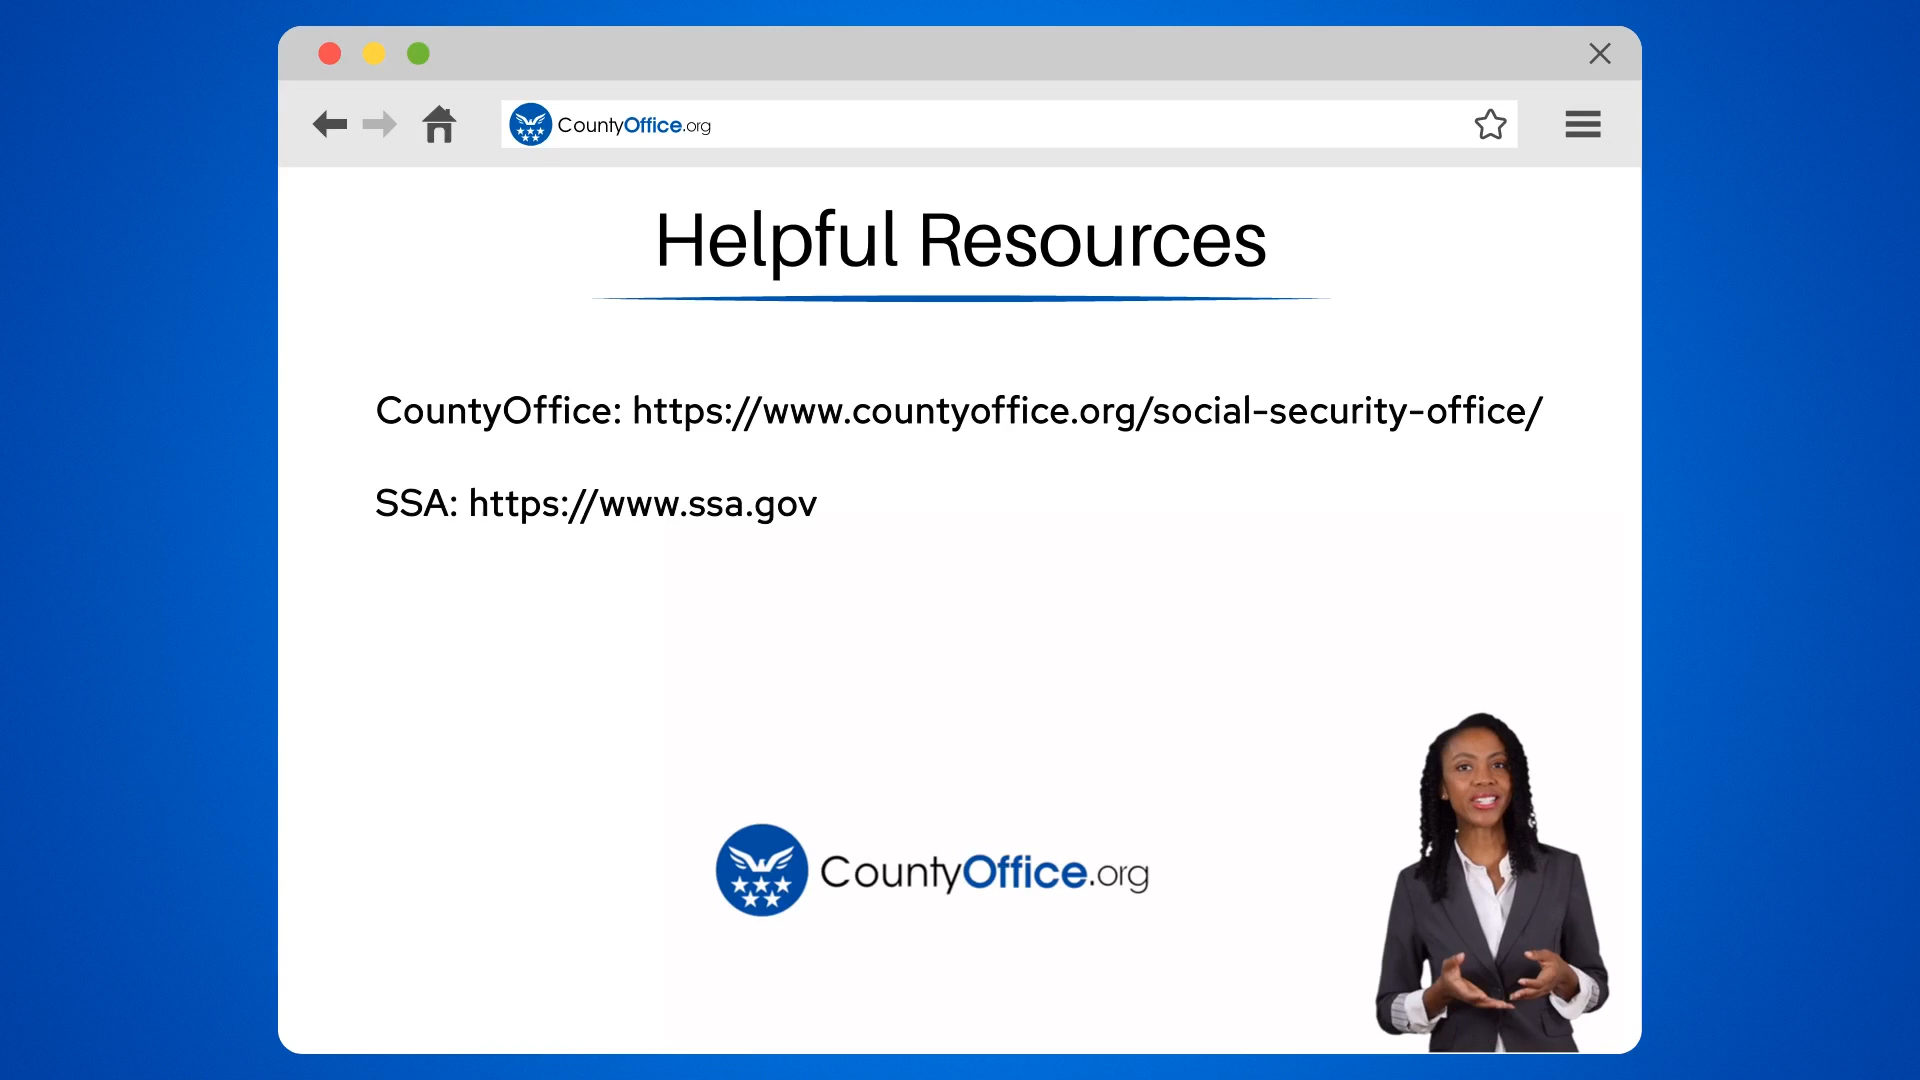 CountyOffice.org
Helpful Resources
CountyOffice: https://www.countyoffice.org/social-security-office/
SSA: https://www.ssa.gov
CountyOffice.org